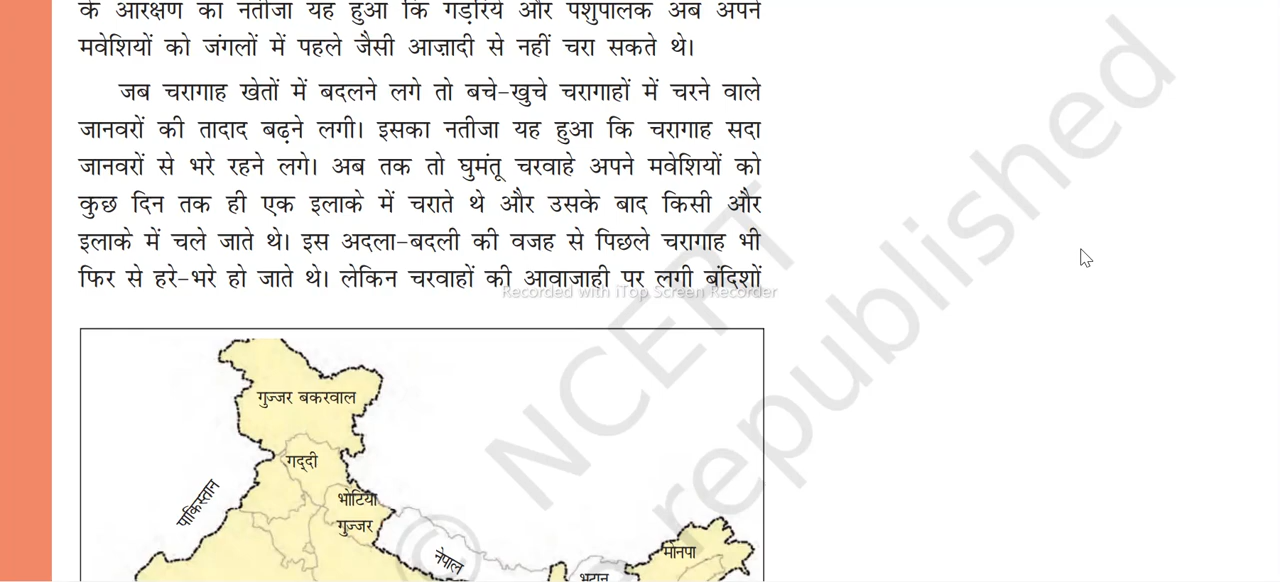 के आरक्षण का नतीजा यह हुआ कि गड़रिये और पशुपालक अब अपने
मवेशियों को जंगलों में पहले जैसी आज़ादी से नहीं चरा सकते थे।
जब चरागाह खेतों में बदलने लगे तो बचे-खुचे चरागाहों में चरने वाले
जानवरों की तादाद बढ़ने लगी। इसका नतीजा यह हुआ कि चरागाह सदा
जानवरों से भरे रहने लगे। अब तक तो घुमंतू चरवाहे अपने मवेशियों को
कुछ दिन तक ही एक इलाके में चराते थे और उसके बाद किसी और
इलाके में चले जाते थे। इस अदला-बदली की वजह से पिछले चरागाह भी
फिर से हरे-भरे हो जाते थे। लेकिन चरवाहों की आवाजाही पर लगी बंदिशों
Recorded with iTop Screen Recorder
गुज्जर बकरवाल
गद्दी
पाकिस्तान
भोटिया
गुज्जर
नेपाल
भूटान
मोनपा
© NCERT
republished